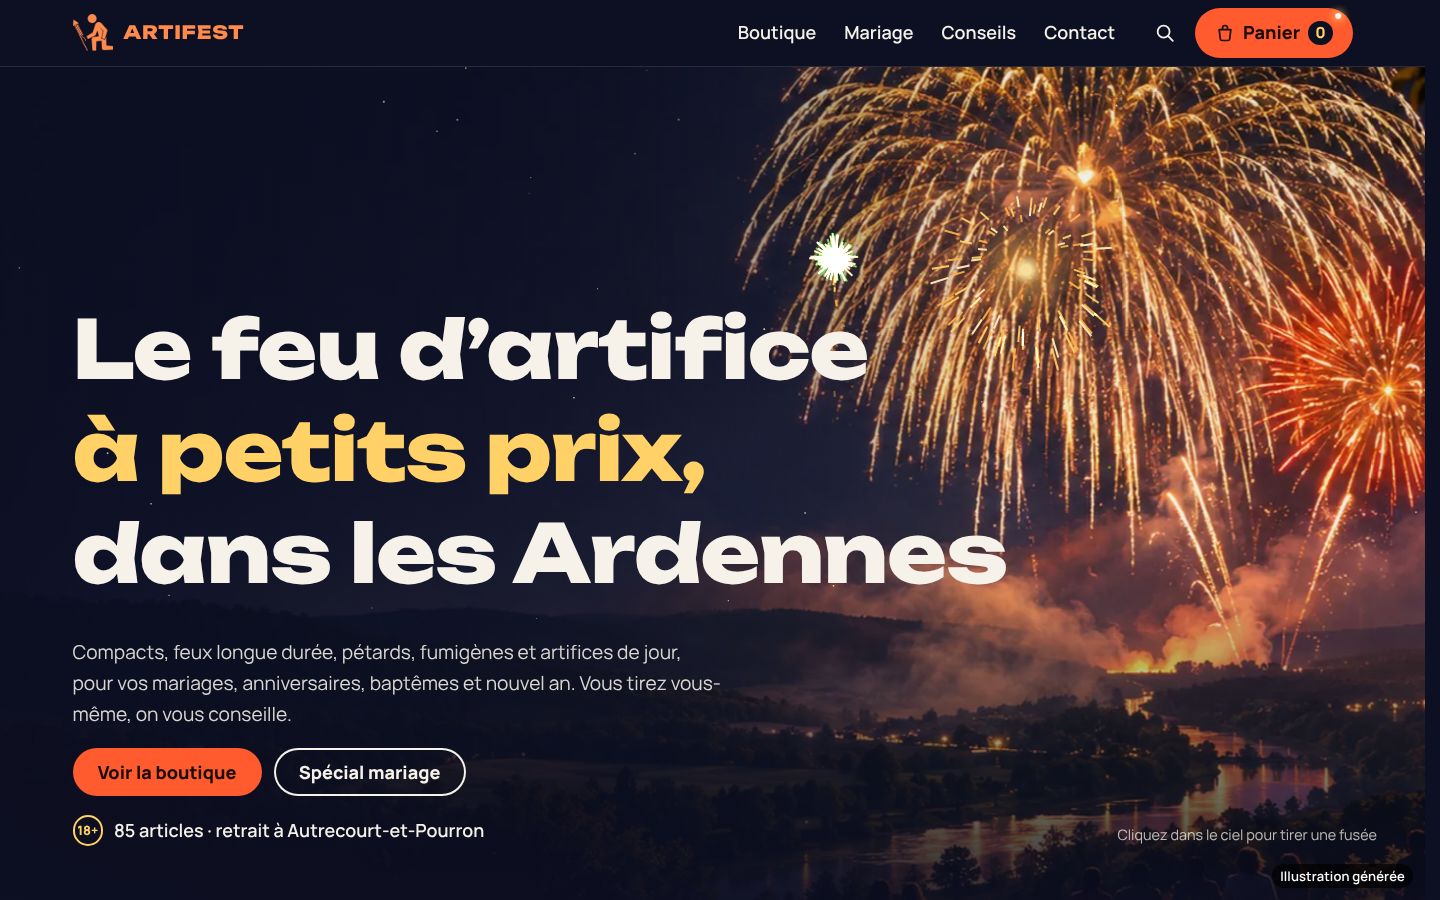 ARTIFEST
Boutique Mariage Conseils Contact Panier 0
Le feu d’artifice
à petits prix,
dans les Ardennes
Compacts, feux longue durée, pétards, fumigènes et artifices de jour,
pour vos mariages, anniversaires, baptêmes et nouvel an. Vous tirez vous-
même, on vous conseille.
Voir la boutique Spécial mariage
18+ 85 articles · retrait à Autrecourt-et-Pourron
Cliquez dans le ciel pour tirer une fusée
Illustration générée